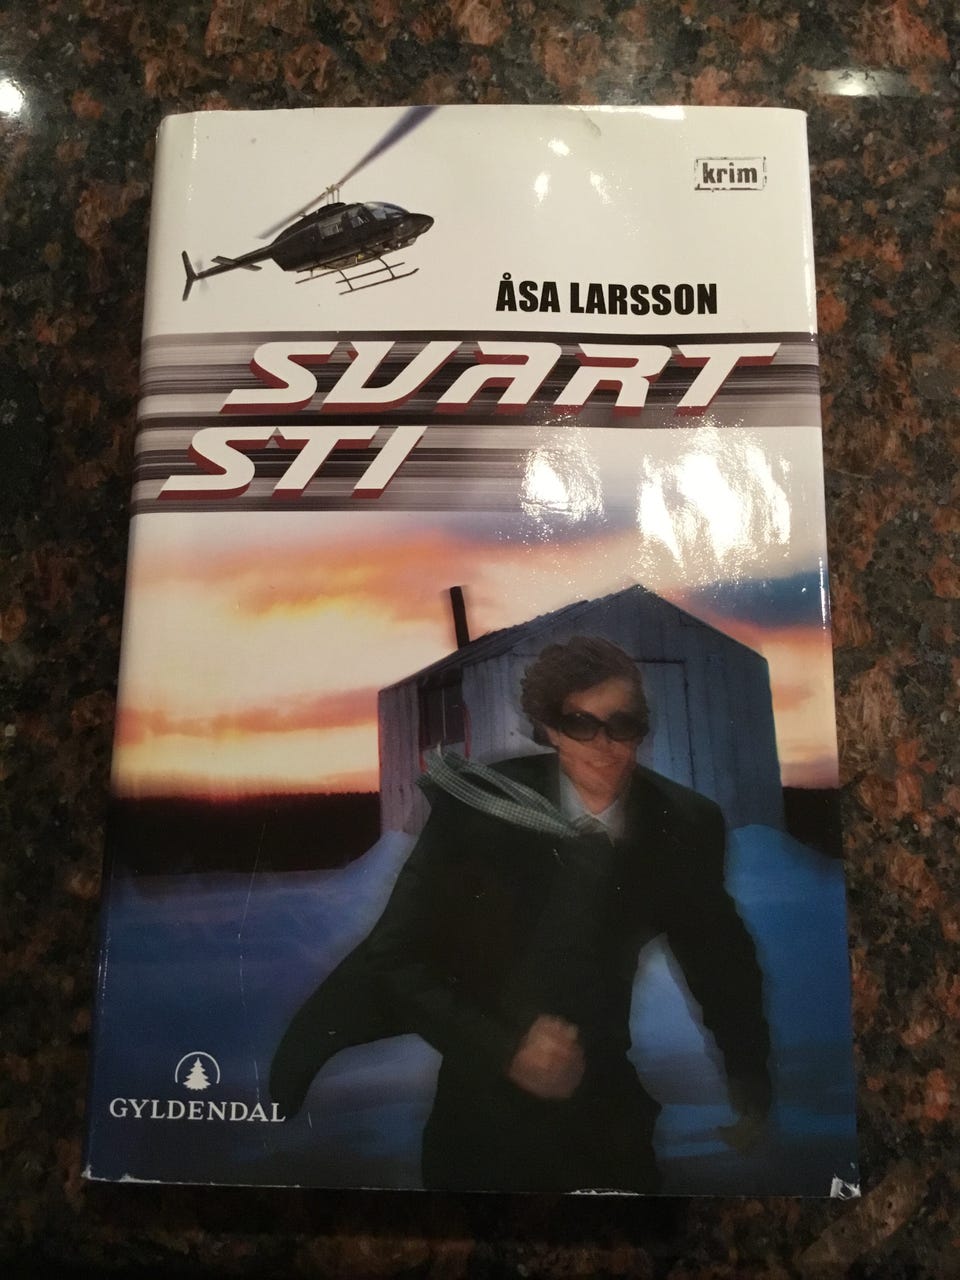 krim
ÅSA LARSSON
SVART
STI
GYLDENDAL